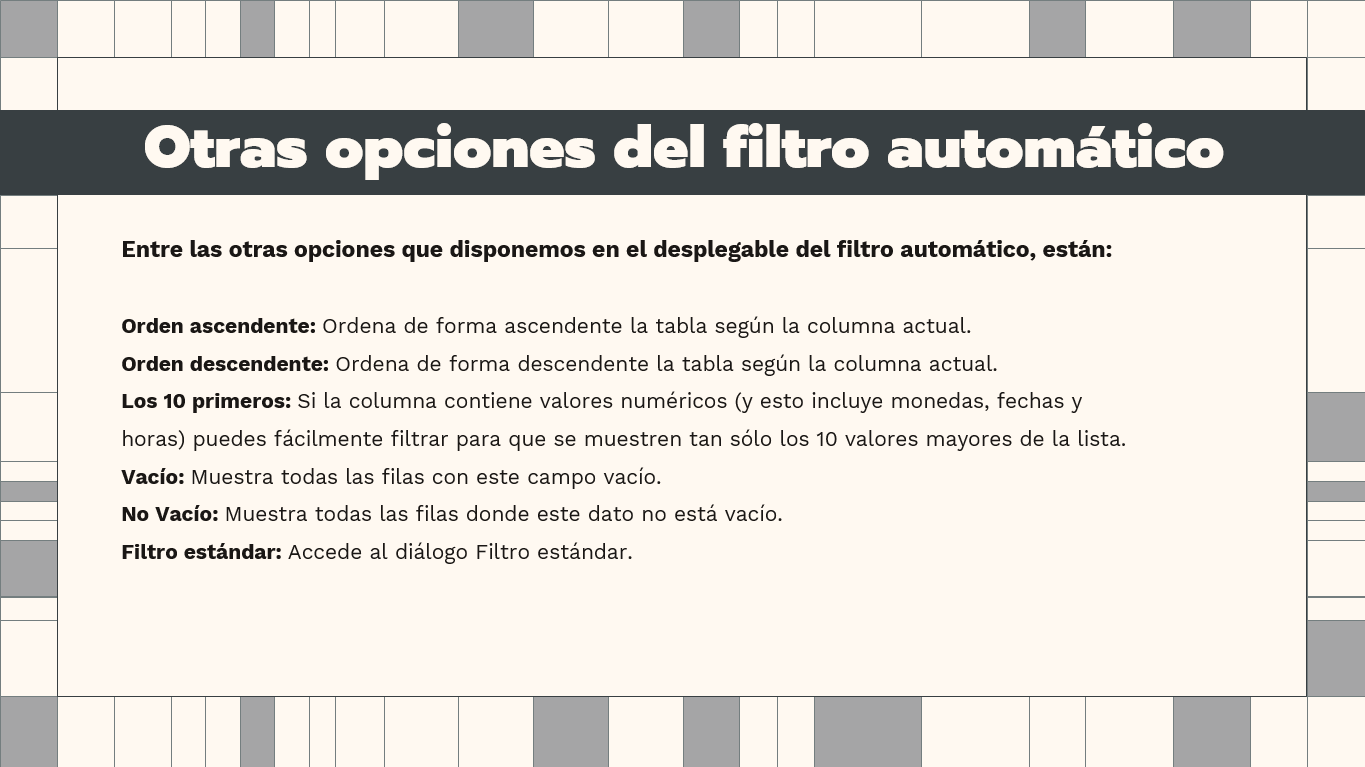 Otras opciones del filtro automático
Entre las otras opciones que disponemos en el desplegable del filtro automático, están:
Orden ascendente: Ordena de forma ascendente la tabla según la columna actual.
Orden descendente: Ordena de forma descendente la tabla según la columna actual.
Los 10 primeros: Si la columna contiene valores numéricos (y esto incluye monedas, fechas y
horas) puedes fácilmente filtrar para que se muestren tan sólo los 10 valores mayores de la lista.
Vacío: Muestra todas las filas con este campo vacío.
No Vacío: Muestra todas las filas donde este dato no está vacío.
Filtro estándar: Accede al diálogo Filtro estándar.